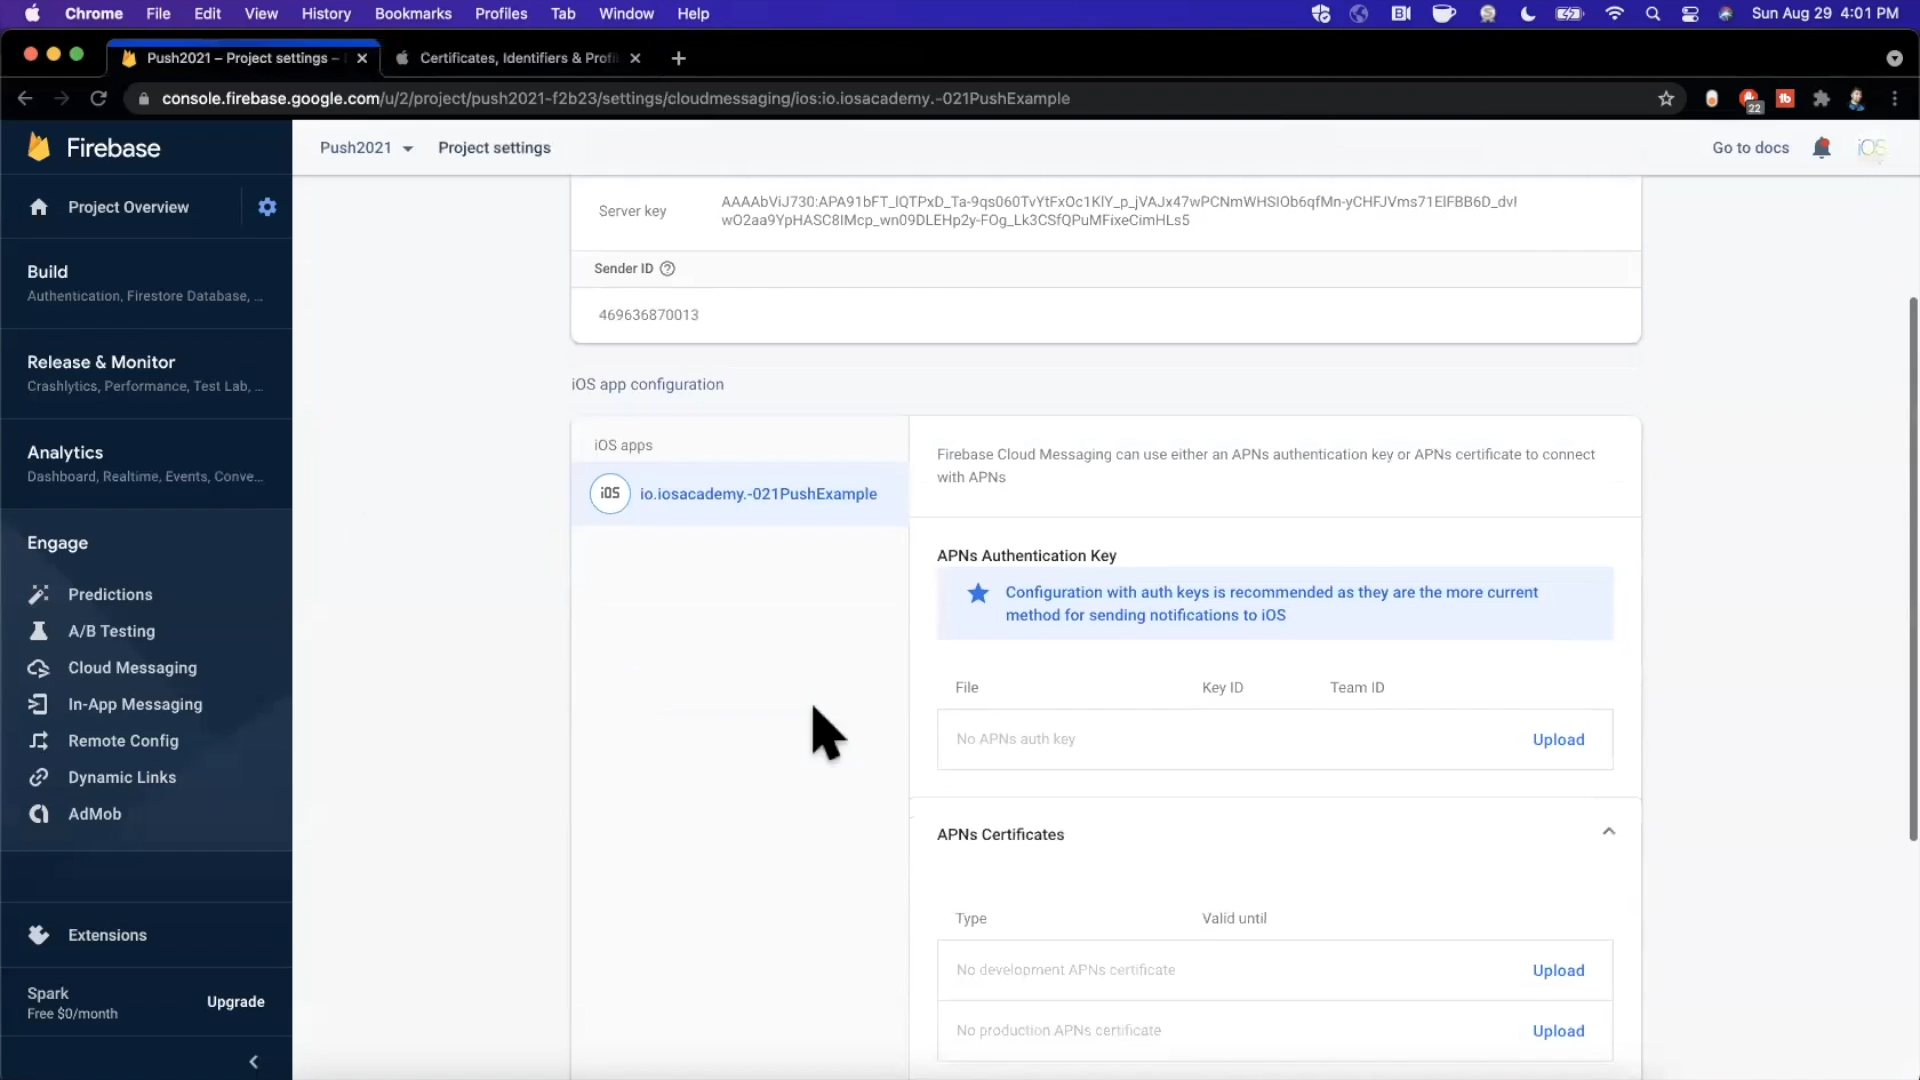 Chrome File Edit View History Bookmarks Profiles Tab Window Help
Sun Aug 29 4:01 PM
Push2021 – Project settings –
Certificates, Identifiers & Profi
console.firebase.google.com/u/2/project/push2021-f2b23/settings/cloudmessaging/ios:io.iosacademy.-021PushExample
22
tb
Firebase
Push2021
Project settings
Go to docs
iOS
Project Overview
Build
Authentication, Firestore Database, ...
Release & Monitor
Crashlytics, Performance, Test Lab, ...
Analytics
Dashboard, Realtime, Events, Conve...
Engage
Predictions
A/B Testing
Cloud Messaging
In-App Messaging
Remote Config
Dynamic Links
AdMob
Extensions
Spark
Free $0/month
Upgrade
Server key
Sender ID
469636870013
iOS app configuration
iOS apps
iOS
io.iosacademy.-021PushExample
Firebase Cloud Messaging can use either an APNs authentication key or APNs certificate to connect
with APNs
APNs Authentication Key
Configuration with auth keys is recommended as they are the more current
method for sending notifications to iOS
File Key ID Team ID
No APNs auth key Upload
APNs Certificates
Type Valid until
No development APNs certificate Upload
No production APNs certificate Upload